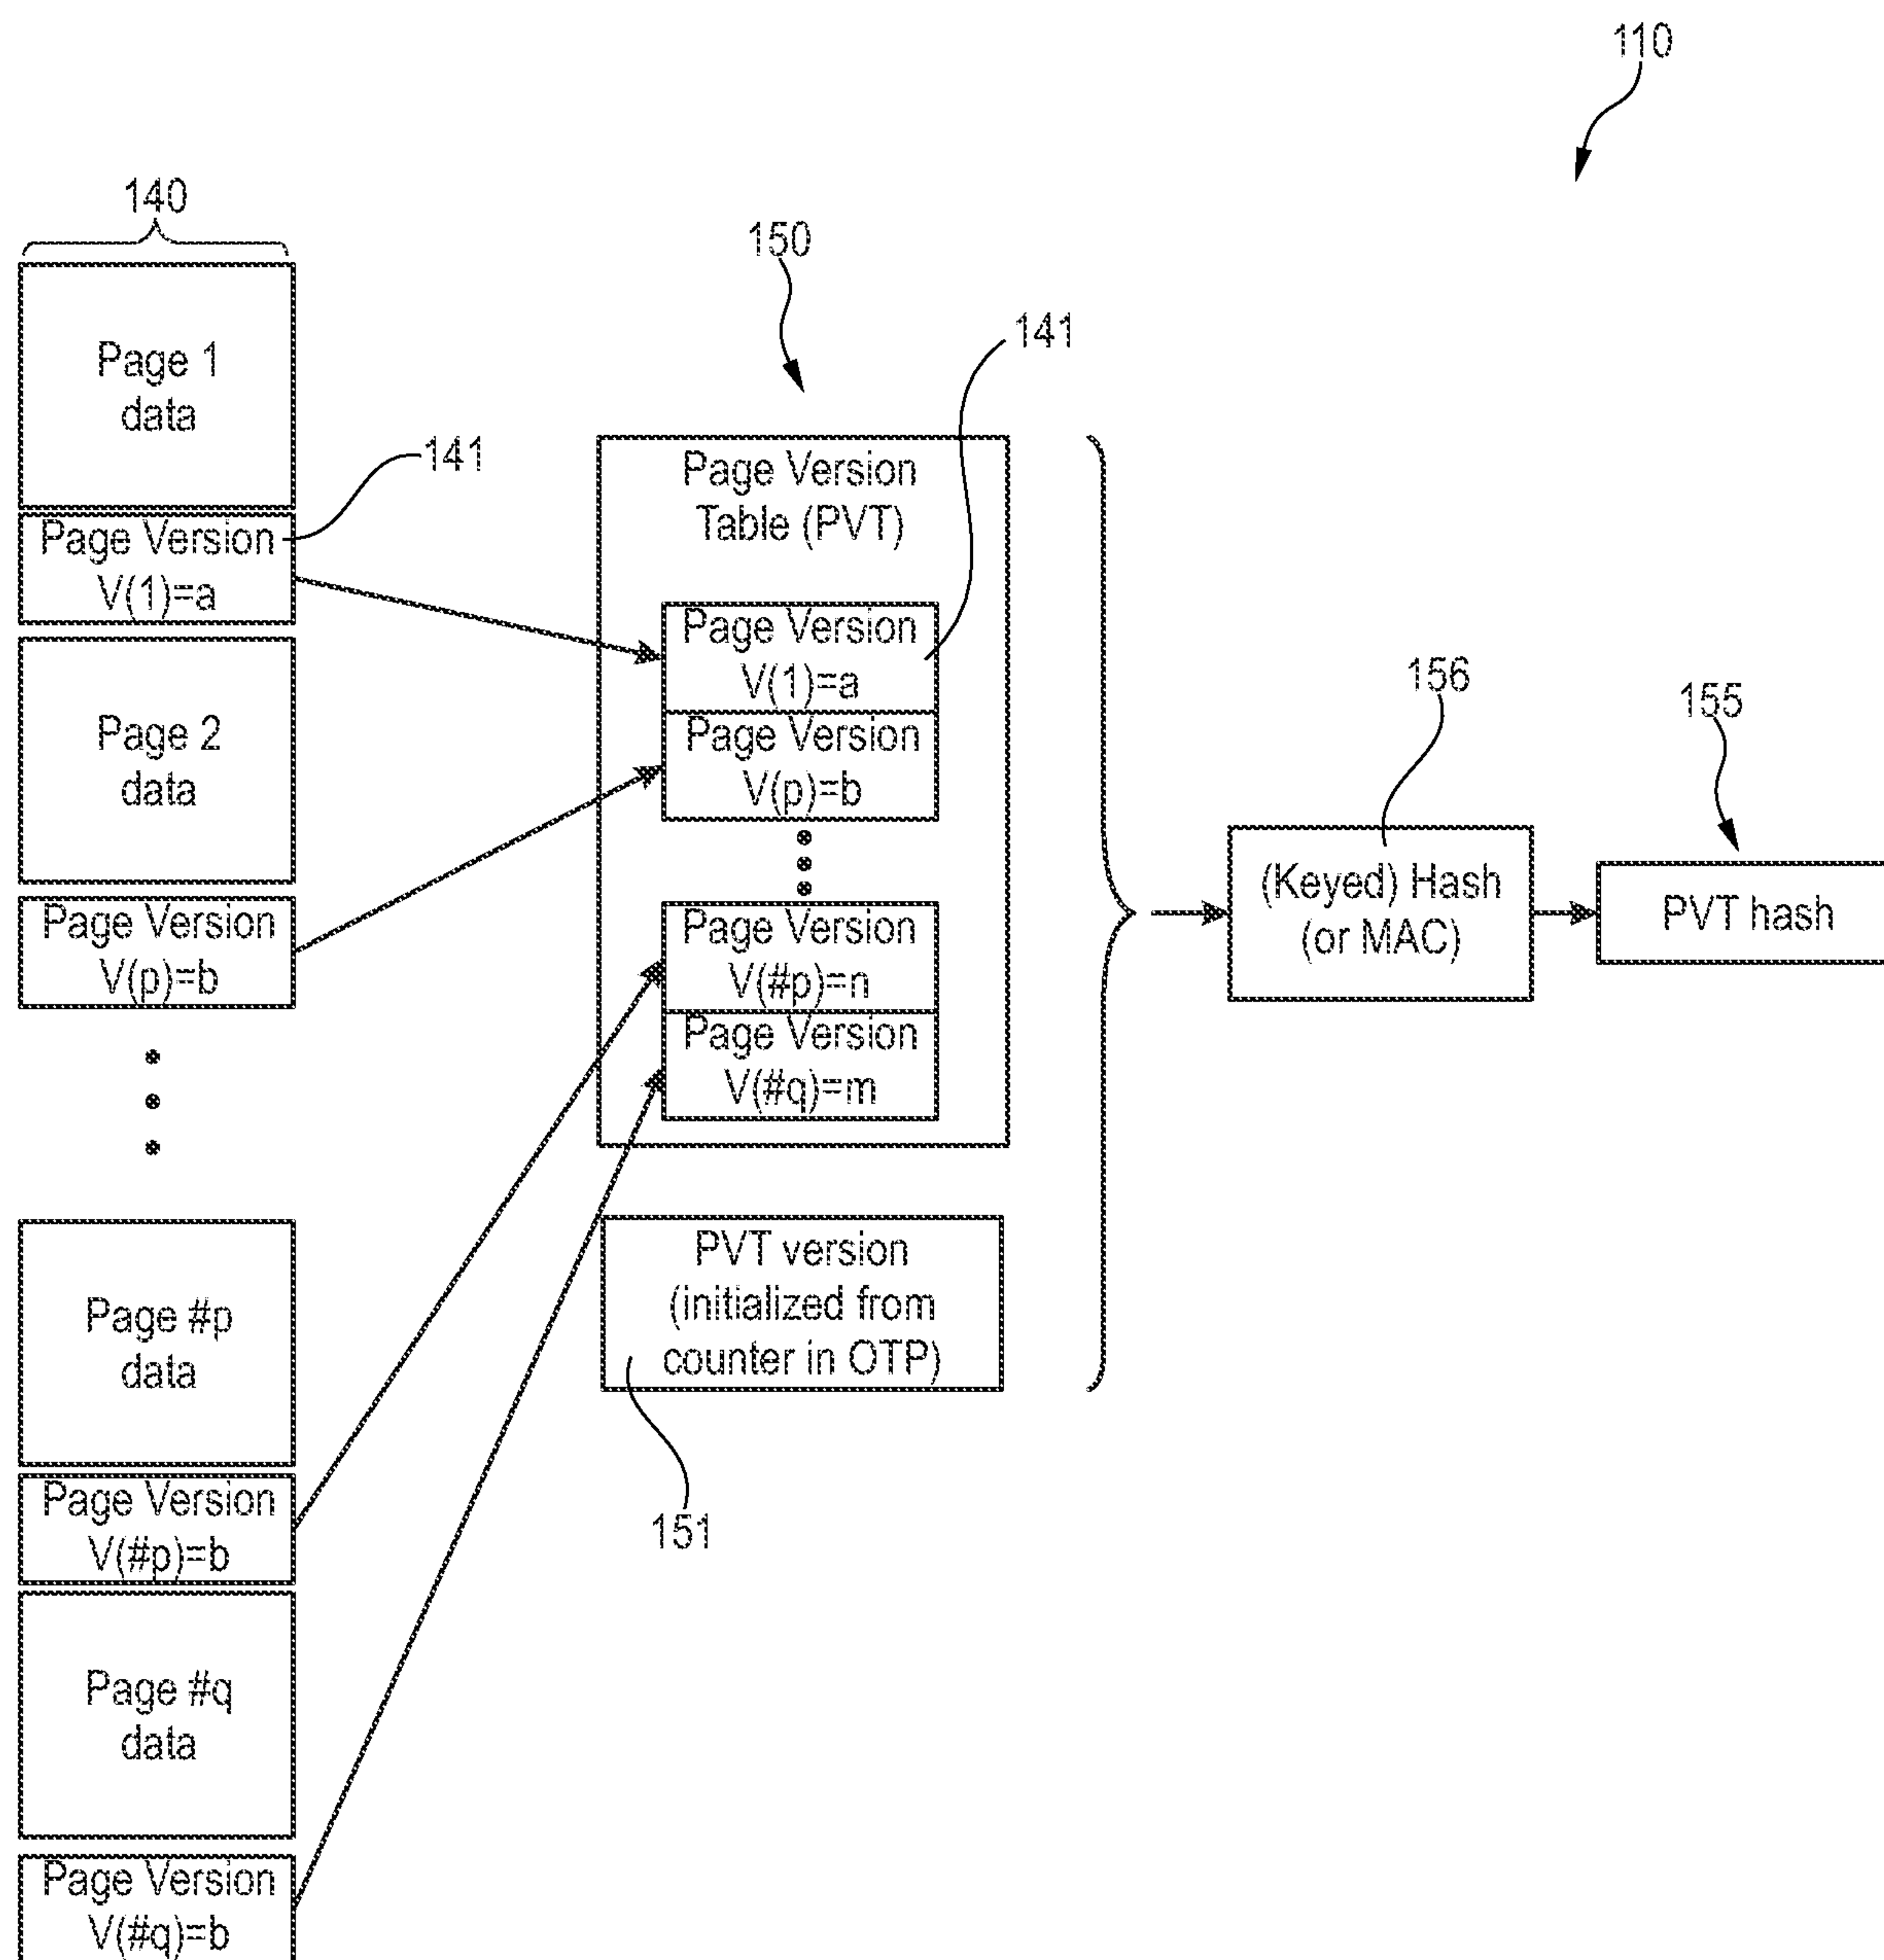 110
140
Page 1
data
141
Page Version
V(1)=a
Page 2
data
Page Version
V(p)=b
Page #p
data
Page Version
V(#p)=b
Page #q
data
Page Version
V(#q)=b
150
141
Page Version
Table (PVT)
Page Version
V(1)=a
Page Version
V(p)=b
Page Version
V(#p)=n
Page Version
V(#q)=m
PVT version
(initialized from
counter in OTP)
151
156
(Keyed) Hash
(or MAC)
155
PVT hash